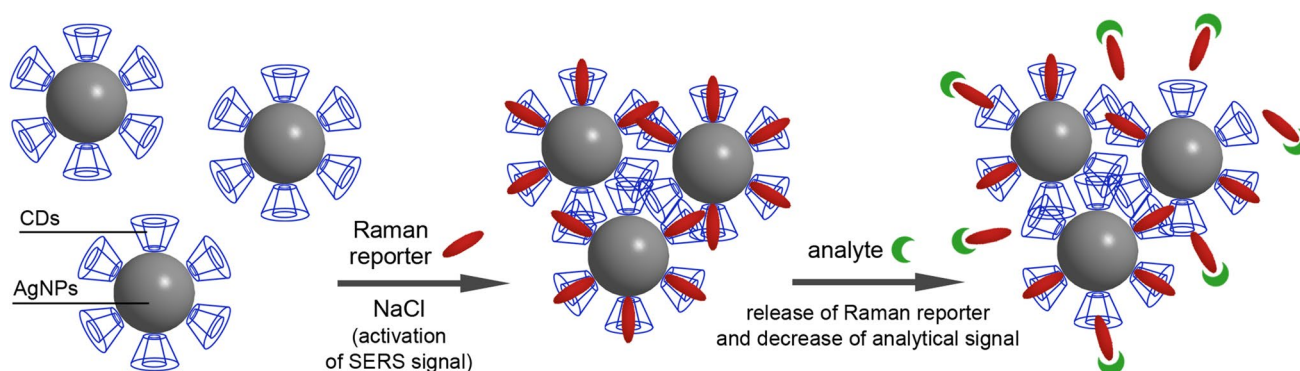 CDs
AgNPs
Raman
reporter
NaCl
(activation
of SERS signal)
analyte
release of Raman reporter
and decrease of analytical signal